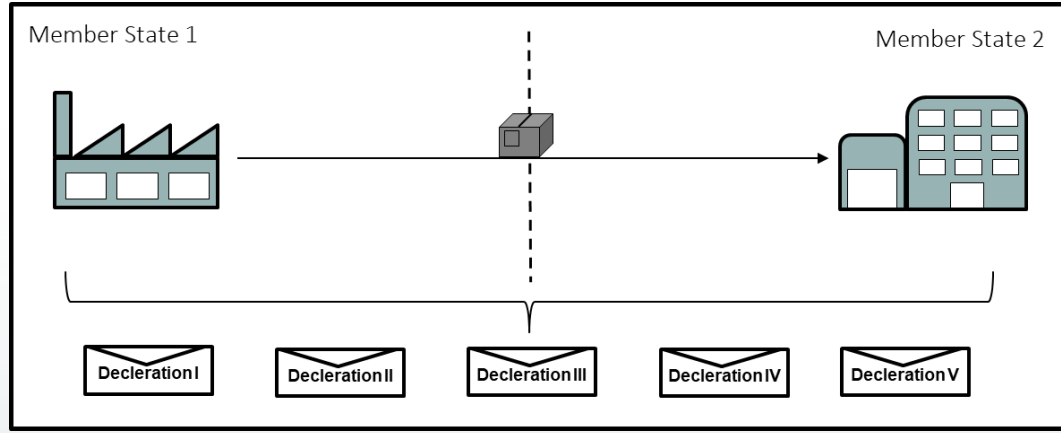 Member State 1
Member State 2
Decleration I
Decleration II
Decleration III
Decleration IV
Decleration V